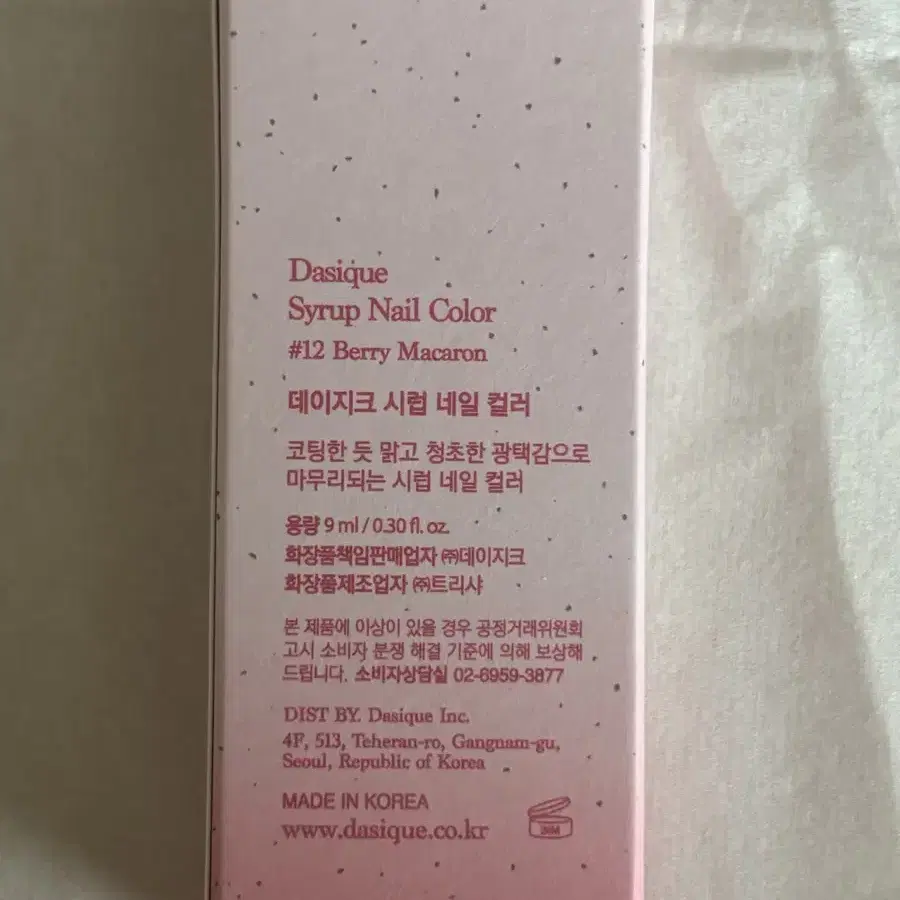 Dasique
Syrup Nail Color
#12 Berry Macaron
데이지크 시럽 네일 컬러
코팅한 듯 맑고 청초한 광택감으로
마무리되는 시럽 네일 컬러
용량 9 ml / 0.30 fl. oz.
화장품책임판매업자 ㈜데이지크
화장품제조업자 ㈜트리샤
본 제품에 이상이 있을 경우 공정거래위원회
고시 소비자 분쟁 해결 기준에 의해 보상해
드립니다. 소비자상담실 02-6959-3877
DIST BY. Dasique Inc.
4F, 513, Teheran-ro, Gangnam-gu,
Seoul, Republic of Korea
MADE IN KOREA
www.dasique.co.kr